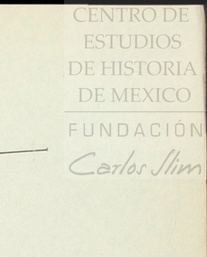 CENTRO DE
ESTUDIOS
DE HISTORIA
DE MEXICO
FUNDACIÓN
Carlos Slim